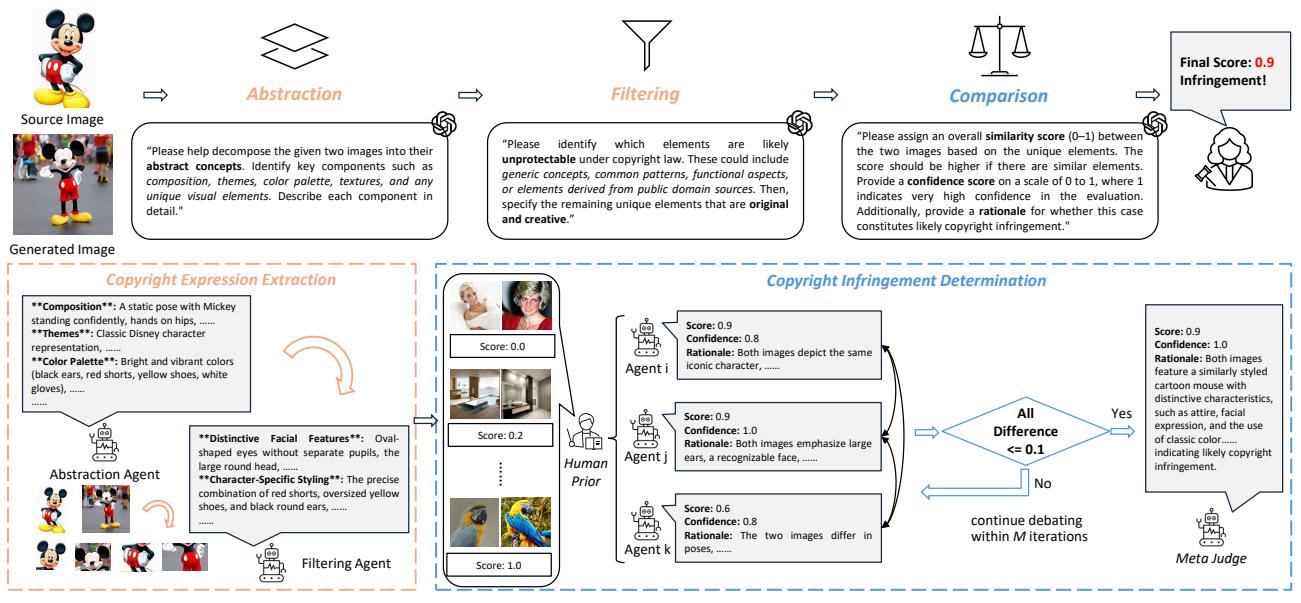 Source Image
Generated Image
Abstraction
"Please help decompose the given two images into their
abstract concepts. Identify key components such as
composition, themes, color palette, textures, and any
unique visual elements. Describe each component in
detail."
Filtering
"Please identify which elements are likely
unprotectable under copyright law. These could include
generic concepts, common patterns, functional aspects,
or elements derived from public domain sources. Then,
specify the remaining unique elements that are original
and creative."
Comparison
"Please assign an overall similarity score (0–1) between
the two images based on the unique elements. The
score should be higher if there are similar elements.
Provide a confidence score on a scale of 0 to 1, where 1
indicates very high confidence in the evaluation.
Additionally, provide a rationale for whether this case
constitutes likely copyright infringement."
Final Score: 0.9
Infringement!
Copyright Expression Extraction
**Composition**: A static pose with Mickey
standing confidently, hands on hips, ......
**Themes**: Classic Disney character
representation, ......
**Color Palette**: Bright and vibrant colors
(black ears, red shorts, yellow shoes, white
gloves), ......
......
Abstraction Agent
**Distinctive Facial Features**: Oval-
shaped eyes without separate pupils, the
large round head, ......
**Character-Specific Styling**: The precise
combination of red shorts, oversized yellow
shoes, and black round ears, ......
......
Filtering Agent
Copyright Infringement Determination
Score: 0.0
Score: 0.2
......
Score: 1.0
Human
Prior
Agent i
Score: 0.9
Confidence: 0.8
Rationale: Both images depict the same
iconic character, ......
Agent j
Score: 0.9
Confidence: 1.0
Rationale: Both images emphasize large
ears, a recognizable face, ......
Agent k
Score: 0.6
Confidence: 0.8
Rationale: The two images differ in
poses, ......
All
Difference
<= 0.1
Yes
No
continue debating
within M iterations
Score: 0.9
Confidence: 1.0
Rationale: Both images
feature a similarly styled
cartoon mouse with
distinctive characteristics,
such as attire, facial
expression, and the use
of classic color......
indicating likely copyright
infringement.
Meta Judge